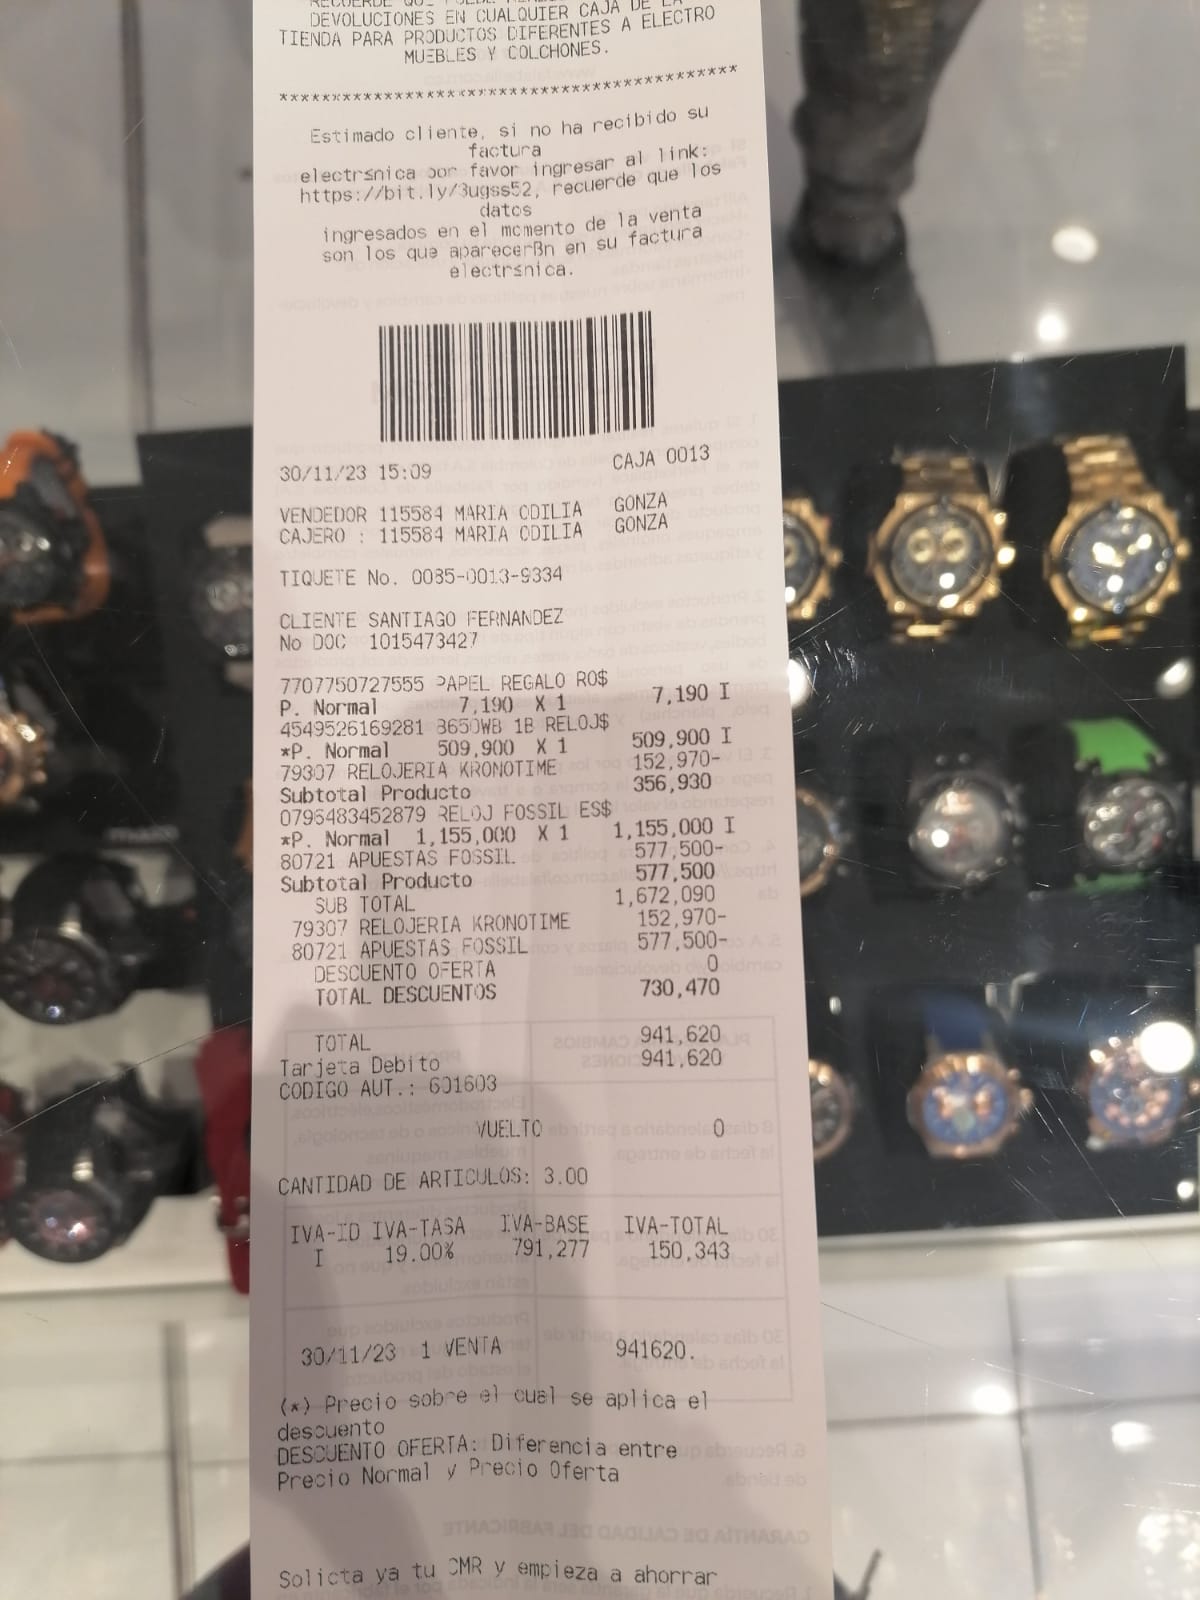 DEVOLUCIONES EN CUALQUIER CAJA DE LA
TIENDA PARA PRODUCTOS DIFERENTES A ELECTRO
MUEBLES Y COLCHONES.
*******************************************
Estimado cliente, si no ha recibido su
factura
electrśnica por favor ingresar al link:
https://bit.ly/3ugss52, recuerde que los
datos
ingresados en el momento de la venta
son los que aparecerßn en su factura
electrśnica.
30/11/23 15:09 CAJA 0013
VENDEDOR 115584 MARIA ODILIA GONZA
CAJERO : 115584 MARIA ODILIA GONZA
TIQUETE No. 0085-0013-9334
CLIENTE SANTIAGO FERNANDEZ
No DOC 1015473427
7707750727555 PAPEL REGALO RO$
P. Normal 7,190 X 1 7,190 I
4549526169281 B650WB 1B RELOJ$
*P. Normal 509,900 X 1 509,900 I
79307 RELOJERIA KRONOTIME 152,970-
Subtotal Producto 356,930
0796483452879 RELOJ FOSSIL ES$
*P. Normal 1,155,000 X 1 1,155,000 I
80721 APUESTAS FOSSIL 577,500-
Subtotal Producto 577,500
SUB TOTAL 1,672,090
79307 RELOJERIA KRONOTIME 152,970-
80721 APUESTAS FOSSIL 577,500-
DESCUENTO OFERTA 0
TOTAL DESCUENTOS 730,470
TOTAL 941,620
Tarjeta Debito 941,620
CODIGO AUT.: 601603
VUELTO 0
CANTIDAD DE ARTICULOS: 3.00
IVA-ID IVA-TASA IVA-BASE IVA-TOTAL
I 19.00% 791,277 150,343
30/11/23 1 VENTA 941620.
(*) Precio sobre el cual se aplica el
descuento
DESCUENTO OFERTA: Diferencia entre
Precio Normal y Precio Oferta
Solicta ya tu CMR y empieza a ahorrar